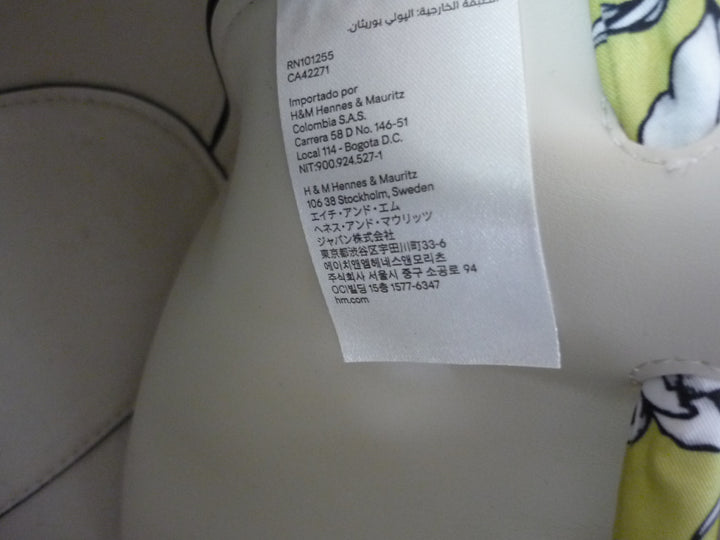 الخارجية: البولي يوريثان.
RN101255
CA42271
Importado por
H&M Hennes & Mauritz
Colombia S.A.S.
Carrera 58 D No. 146-51
Local 114 - Bogota D.C.
NIT:900.924.527-1
H & M Hennes & Mauritz
106 38 Stockholm, Sweden
エイチ・アンド・エム
ヘネス・アンド・マウリッツ
ジャパン株式会社
東京都渋谷区宇田川町33-6
에이치앤엠헤네스앤모리츠
주식회사 서울시 중구 소공로 94
OCI빌딩 15층 1577-6347
hm.com